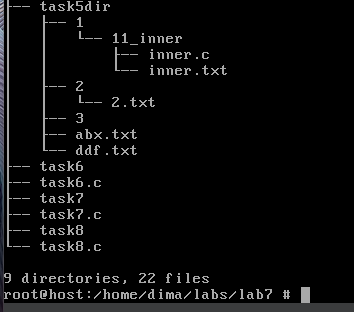 ├── task5dir
│   ├── 1
│   │   └── 11_inner
│   │       ├── inner.c
│   │       └── inner.txt
│   ├── 2
│   │   └── 2.txt
│   ├── 3
│   ├── abx.txt
│   └── ddf.txt
├── task6
├── task6.c
├── task7
├── task7.c
├── task8
└── task8.c
9 directories, 22 files
root@host:/home/dima/labs/lab7 #